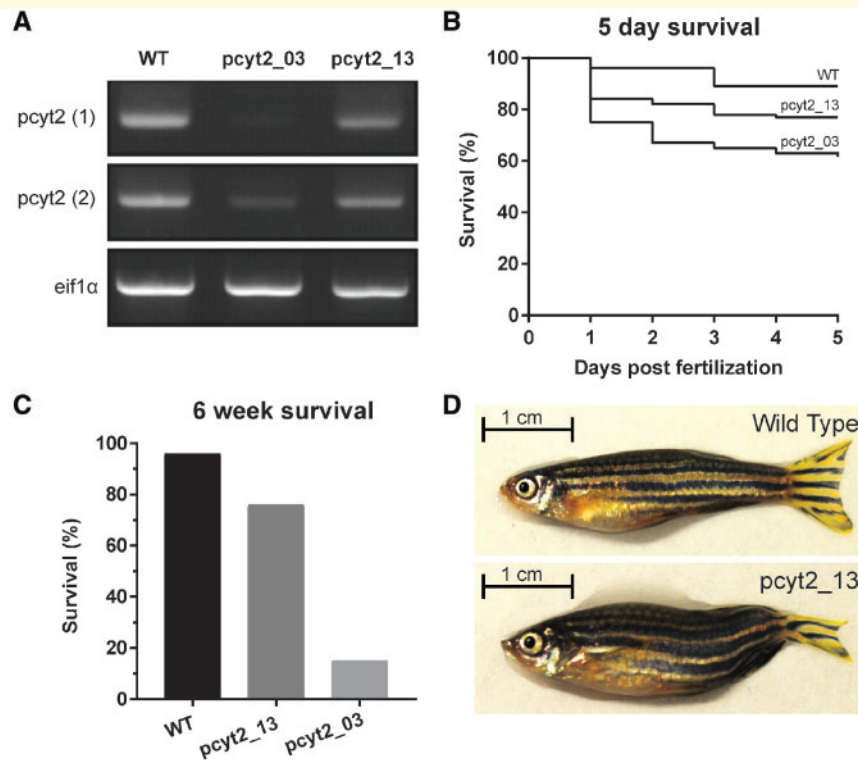 A
WT pcyt2_03 pcyt2_13
pcyt2 (1)
pcyt2 (2)
eif1α
B
5 day survival
Survival (%)
100
80
60
40
20
0
WT
pcyt2_13
pcyt2_03
0 1 2 3 4 5
Days post fertilization
C
6 week survival
Survival (%)
100
80
60
40
20
0
WT
pcyt2_13
pcyt2_03
D
1 cm
Wild Type
1 cm
pcyt2_13